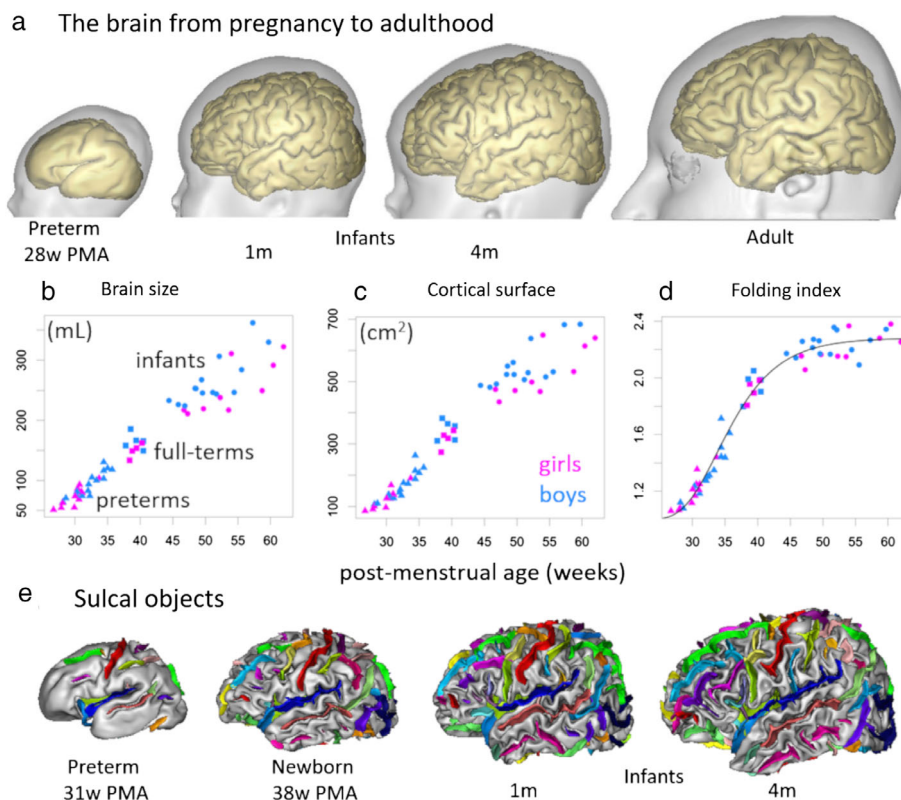 a The brain from pregnancy to adulthood
Preterm
28w PMA
1m
Infants
4m
Adult
b Brain size
(mL)
infants
full-terms
preterms
50
100
200
300
30 35 40 45 50 55 60
c Cortical surface
(cm²)
girls
boys
100
300
500
700
30 35 40 45 50 55 60
d Folding index
1.2
1.6
2.0
2.4
30 35 40 45 50 55 60
post-menstrual age (weeks)
e Sulcal objects
Preterm
31w PMA
Newborn
38w PMA
1m
Infants
4m